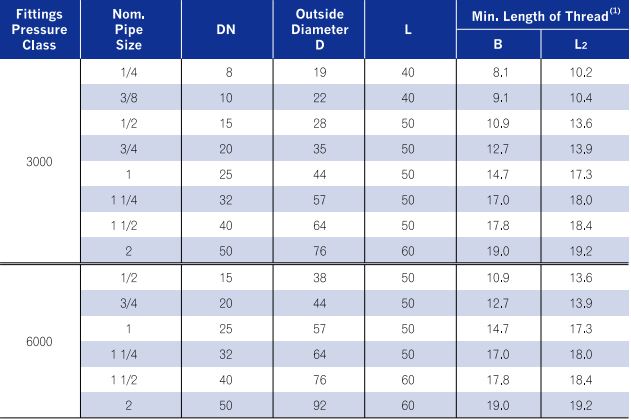 Fittings Pressure Class Nom. Pipe Size DN Outside Diameter D L Min. Length of Thread(1)
B L2
3000
1/4 8 19 40 8.1 10.2
3/8 10 22 40 9.1 10.4
1/2 15 28 50 10.9 13.6
3/4 20 35 50 12.7 13.9
1 25 44 50 14.7 17.3
1 1/4 32 57 50 17.0 18.0
1 1/2 40 64 50 17.8 18.4
2 50 76 60 19.0 19.2
6000
1/2 15 38 50 10.9 13.6
3/4 20 44 50 12.7 13.9
1 25 57 50 14.7 17.3
1 1/4 32 64 50 17.0 18.0
1 1/2 40 76 60 17.8 18.4
2 50 92 60 19.0 19.2